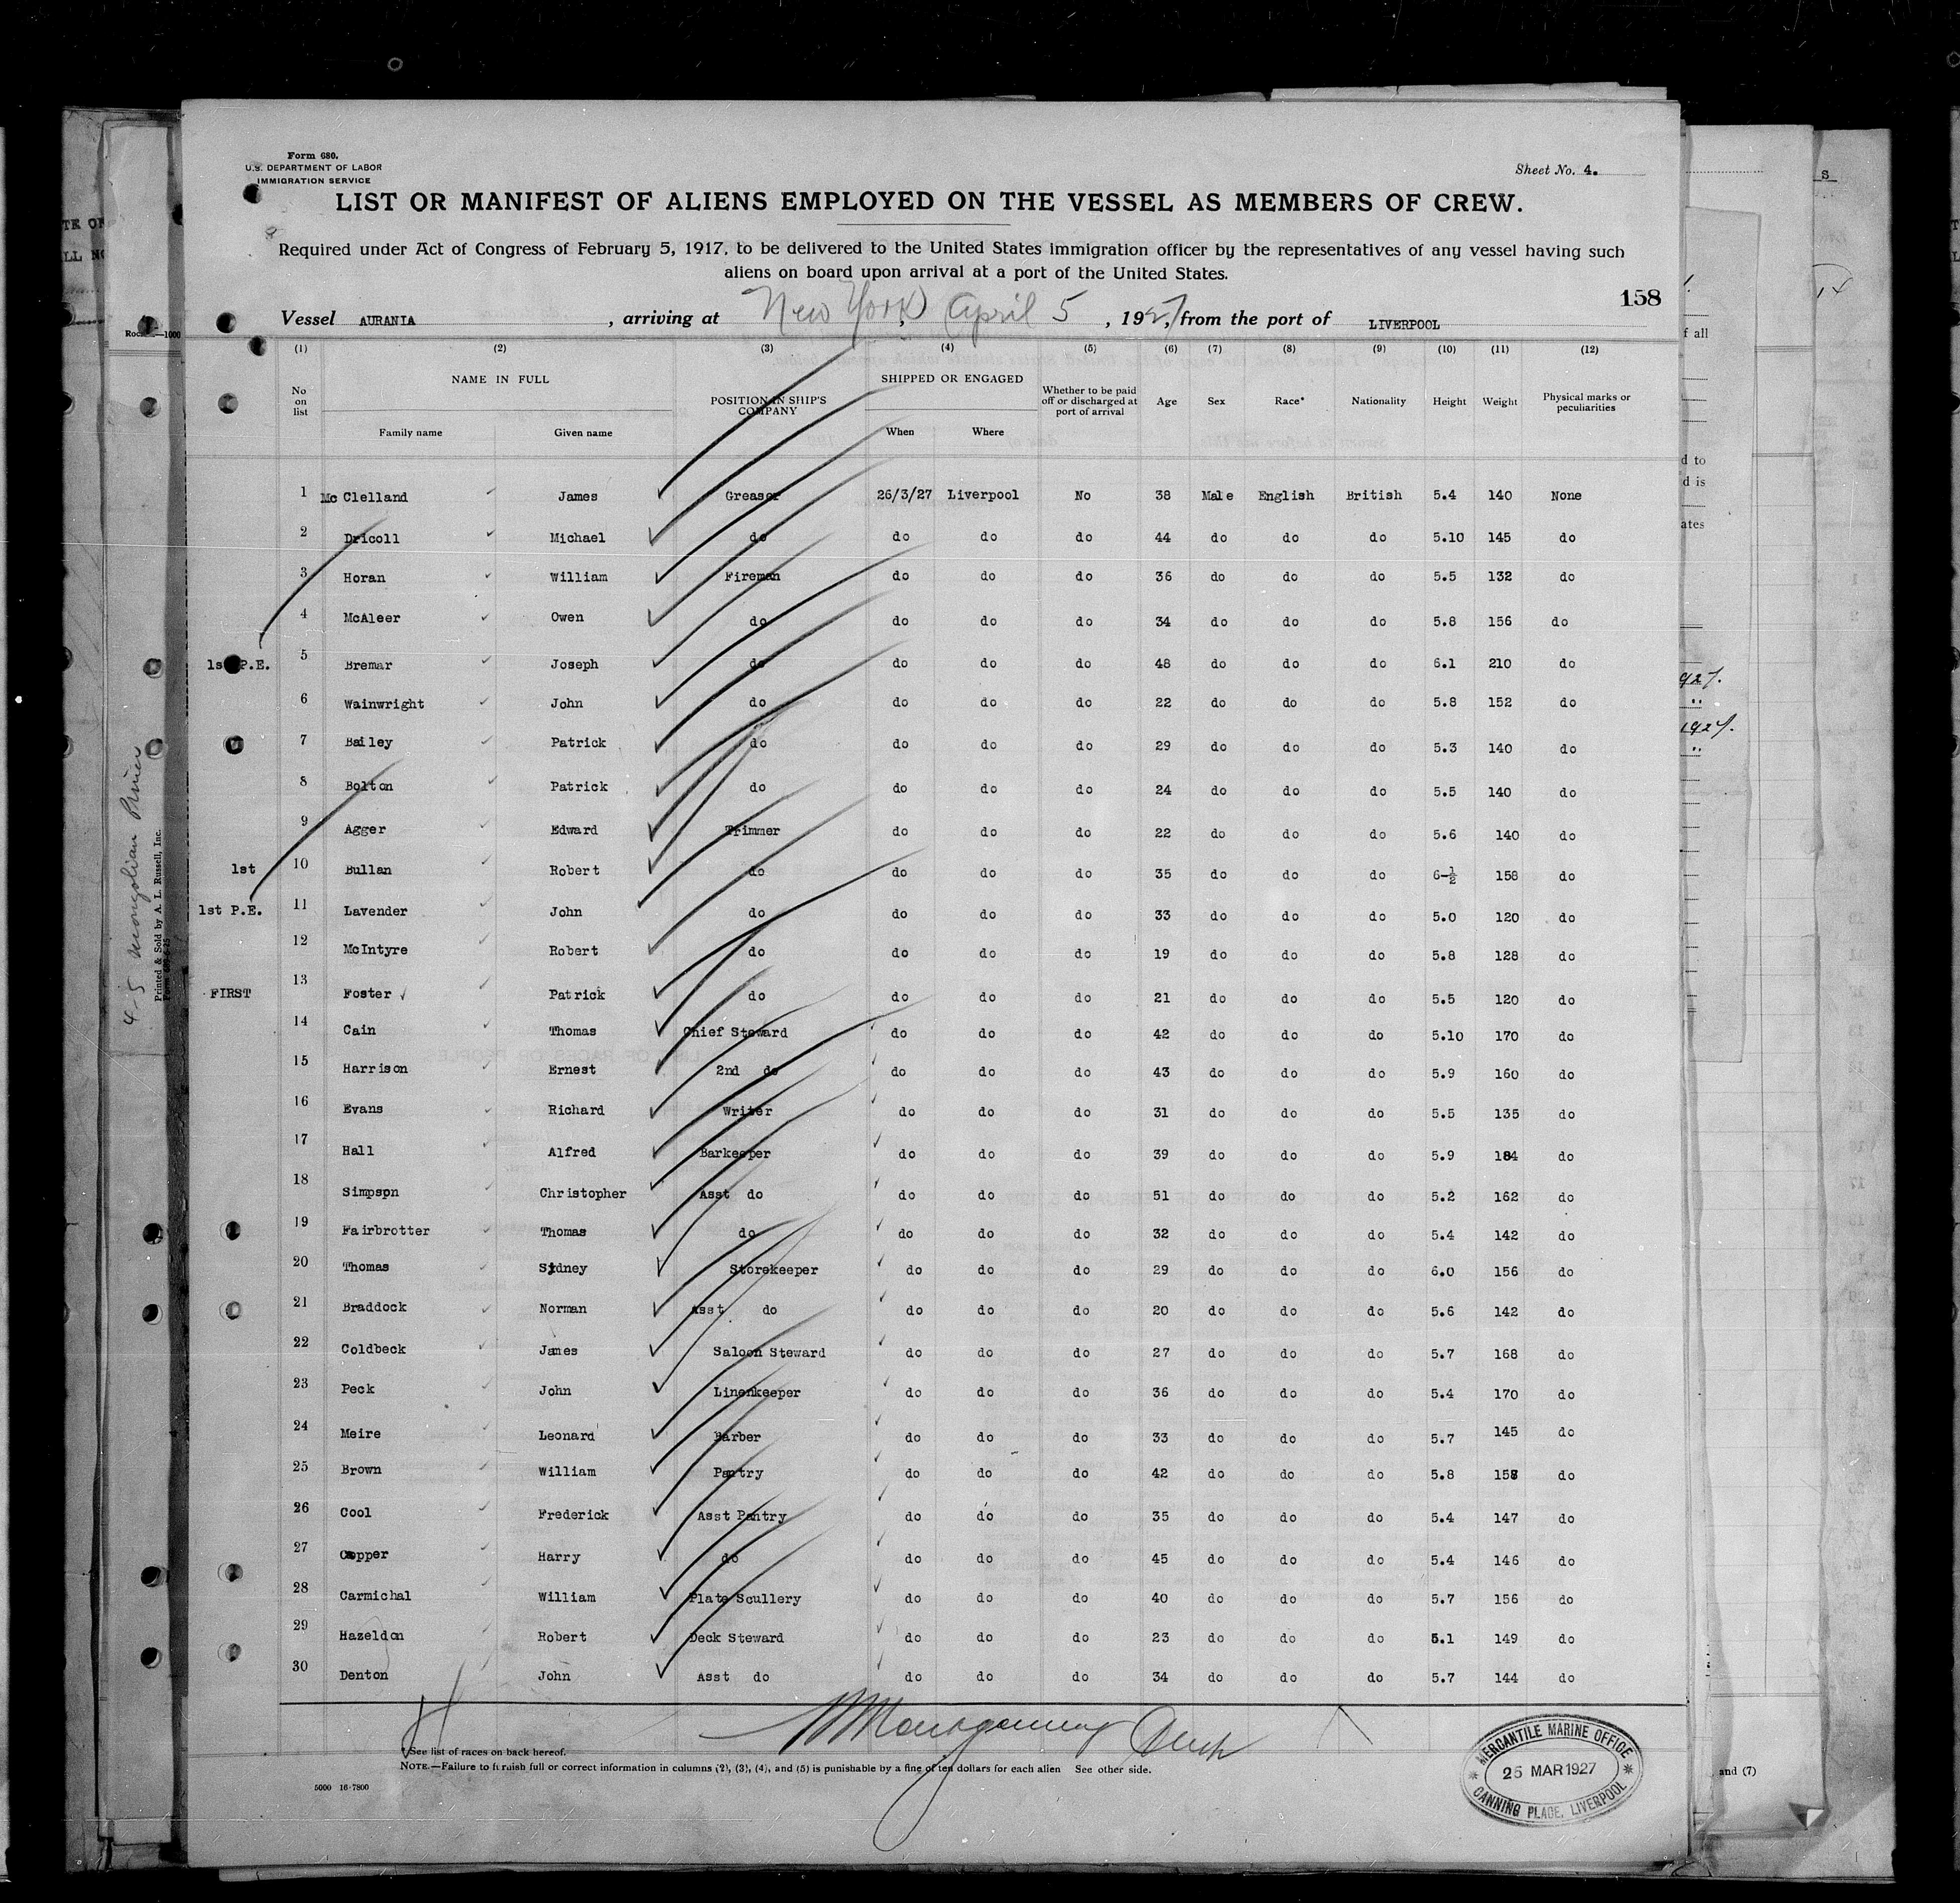 Form 680.
U.S. DEPARTMENT OF LABOR
IMMIGRATION SERVICE
Sheet No. 4.
LIST OR MANIFEST OF ALIENS EMPLOYED ON THE VESSEL AS MEMBERS OF CREW.
Required under Act of Congress of February 5, 1917, to be delivered to the United States immigration officer by the representatives of any vessel having such
aliens on board upon arrival at a port of the United States.
158
Vessel AURANIA, arriving at New York, April 5, 1927, from the port of LIVERPOOL
(1) (2) (3) (4) (5) (6) (7) (8) (9) (10) (11) (12)
No on list NAME IN FULL Family name Given name POSITION IN SHIP'S COMPANY SHIPPED OR ENGAGED When Where Whether to be paid off or discharged at port of arrival Age Sex Race* Nationality Height Weight Physical marks or peculiarities
1 Mc Clelland James Greaser 26/3/27 Liverpool No 38 Male English British 5.4 140 None
2 Dricoll Michael do do do do 44 do do do 5.10 145 do
3 Horan William Fireman do do do 36 do do do 5.5 132 do
4 McAleer Owen do do do do 34 do do do 5.8 156 do
1st P.E. 5 Bremar Joseph do do do do 48 do do do 6.1 210 do
6 Wainwright John do do do do 22 do do do 5.8 152 do
7 Bailey Patrick do do do do 29 do do do 5.3 140 do
8 Bolton Patrick do do do do 24 do do do 5.5 140 do
9 Agger Edward Trimmer do do do 22 do do do 5.6 140 do
1st 10 Bullan Robert do do do do 35 do do do 6-½ 158 do
1st P.E. 11 Lavender John do do do do 33 do do do 5.0 120 do
12 McIntyre Robert do do do do 19 do do do 5.8 128 do
FIRST 13 Foster Patrick do do do do 21 do do do 5.5 120 do
14 Cain Thomas Chief Steward do do do 42 do do do 5.10 170 do
15 Harrison Ernest 2nd do do do do 43 do do do 5.9 160 do
16 Evans Richard Writer do do do 31 do do do 5.5 135 do
17 Hall Alfred Barkeeper do do do 39 do do do 5.9 184 do
18 Simpson Christopher Asst do do do do 51 do do do 5.2 162 do
19 Fairbrotter Thomas do do do do 32 do do do 5.4 142 do
20 Thomas Sydney Storekeeper do do do 29 do do do 6.0 156 do
21 Braddock Norman Asst do do do do 20 do do do 5.6 142 do
22 Coldbeck James Saloon Steward do do do 27 do do do 5.7 168 do
23 Peck John Linenkeeper do do do 36 do do do 5.4 170 do
24 Meire Leonard Barber do do do 33 do do do 5.7 145 do
25 Brown William Pantry do do do 42 do do do 5.8 158 do
26 Cool Frederick Asst Pantry do do do 35 do do do 5.4 147 do
27 Copper Harry do do do do 45 do do do 5.4 146 do
28 Carmichal William Plate Scullery do do do 40 do do do 5.7 156 do
29 Hazeldon Robert Deck Steward do do do 23 do do do 5.1 149 do
30 Denton John Asst do do do do 34 do do do 5.7 144 do
* See list of races on back hereof.
NOTE.—Failure to furnish full or correct information in columns (2), (3), (4), and (5) is punishable by a fine of ten dollars for each alien See other side.
5000 16-7800
MERCANTILE MARINE OFFICE
25 MAR 1927
CANNING PLACE, LIVERPOOL
Printed & Sold by A. L. Russell, Inc.
4-5 Mongolian Prince
f all
d to
d is
ates
927.
1927.
and (7)